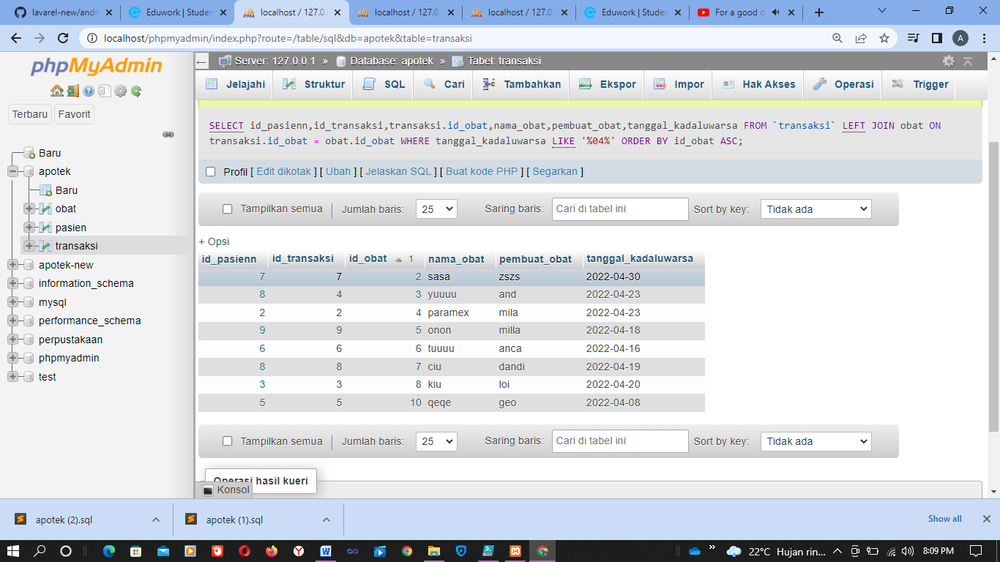 lavarel-new/andr
Eduwork | Studen
localhost / 127.0.
localhost / 127.0.
localhost / 127.0.
Eduwork | Studen
For a good d
localhost/phpmyadmin/index.php?route=/table/sql&db=apotek&table=transaksi
A
phpMyAdmin
Terbaru
Favorit
Baru
apotek
Baru
obat
pasien
transaksi
apotek-new
information_schema
mysql
performance_schema
perpustakaan
phpmyadmin
test
Server: 127.0.0.1 » Database: apotek » Tabel: transaksi
Jelajahi Struktur SQL Cari Tambahkan Ekspor Impor Hak Akses Operasi Trigger
SELECT id_pasienn,id_transaksi,transaksi.id_obat,nama_obat,pembuat_obat,tanggal_kadaluwarsa FROM `transaksi` LEFT JOIN obat ON
transaksi.id_obat = obat.id_obat WHERE tanggal_kadaluwarsa LIKE '%04%' ORDER BY id_obat ASC;
Profil [ Edit dikotak ] [ Ubah ] [ Jelaskan SQL ] [ Buat kode PHP ] [ Segarkan ]
Tampilkan semua | Jumlah baris: 25 Saring baris: Cari di tabel ini Sort by key: Tidak ada
+ Opsi
id_pasienn id_transaksi id_obat 1 nama_obat pembuat_obat tanggal_kadaluwarsa
7 7 2 sasa zszs 2022-04-30
8 4 3 yuuuu and 2022-04-23
2 2 4 paramex mila 2022-04-23
9 9 5 onon milla 2022-04-18
6 6 6 tuuuu anca 2022-04-16
8 8 7 ciu dandi 2022-04-19
3 3 8 kiu loi 2022-04-20
5 5 10 qeqe geo 2022-04-08
Tampilkan semua | Jumlah baris: 25 Saring baris: Cari di tabel ini Sort by key: Tidak ada
Operasi hasil kueri
Konsol
apotek (2).sql
apotek (1).sql
Show all
22°C Hujan rin...
8:09 PM